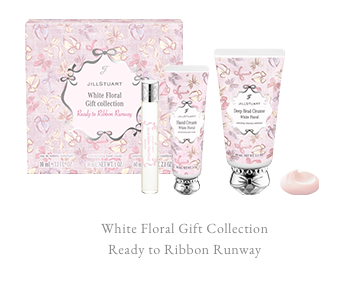 JILLSTUART
White Floral
Gift collection
Ready to Ribbon Runway
JILLSTUART
Hand Cream
White Floral
JILLSTUART
Deep Head Cleanse
White Floral
White Floral Gift Collection
Ready to Ribbon Runway